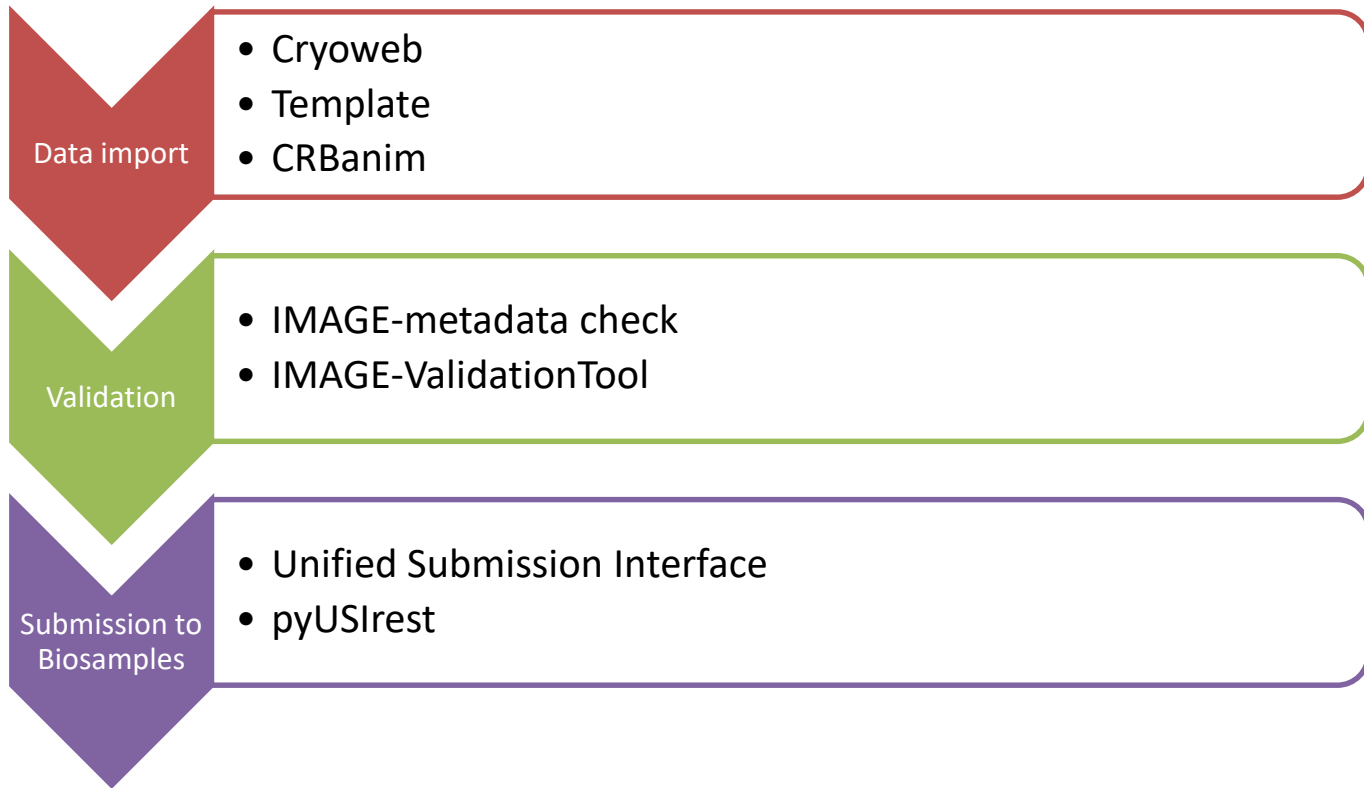 Data import
• Cryoweb
• Template
• CRBanim
Validation
• IMAGE-metadata check
• IMAGE-ValidationTool
Submission to
Biosamples
• Unified Submission Interface
• pyUSIrest